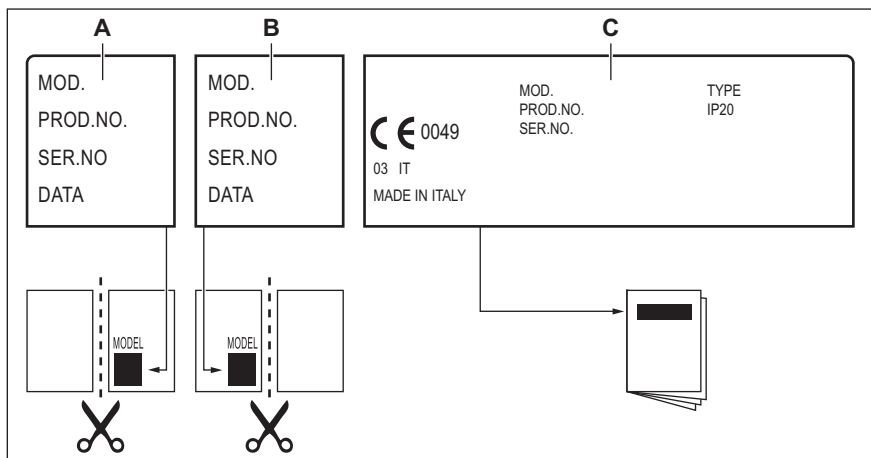 A
B
C
MOD.
PROD.NO.
SER.NO
DATA
MOD.
PROD.NO.
SER.NO
DATA
MOD.
PROD.NO.
SER.NO.
TYPE
IP20
CE 0049
03 IT
MADE IN ITALY
MODEL
MODEL